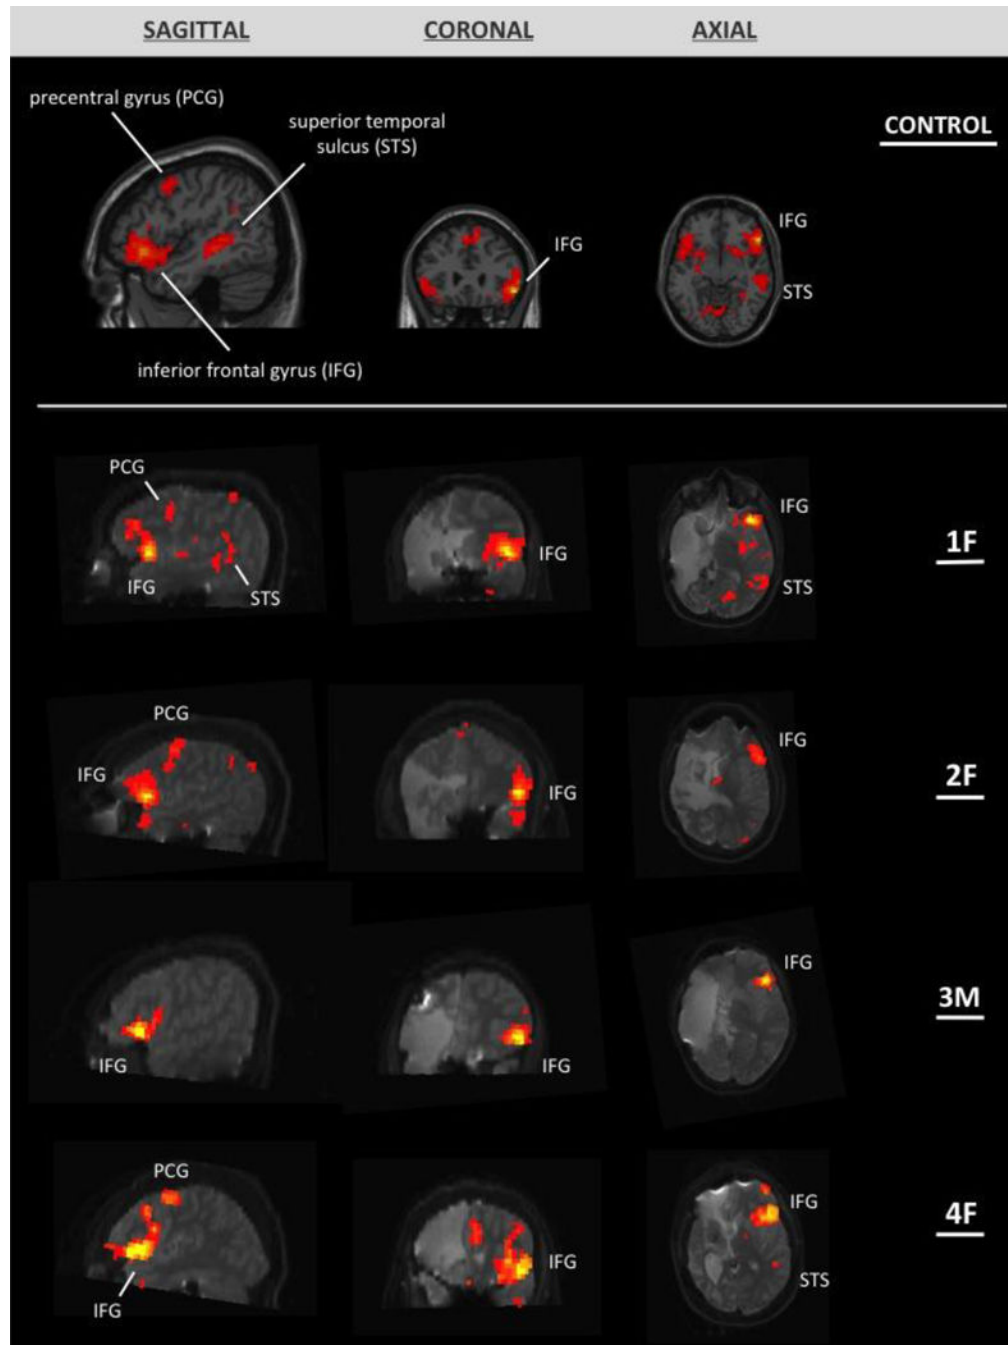 SAGITTAL CORONAL AXIAL
precentral gyrus (PCG)
superior temporal
sulcus (STS)
CONTROL
IFG
IFG
STS
inferior frontal gyrus (IFG)
PCG
IFG
IFG
1F
IFG
STS
STS
PCG
IFG
IFG
IFG
2F
IFG
3M
IFG
IFG
PCG
IFG
4F
IFG
STS
IFG